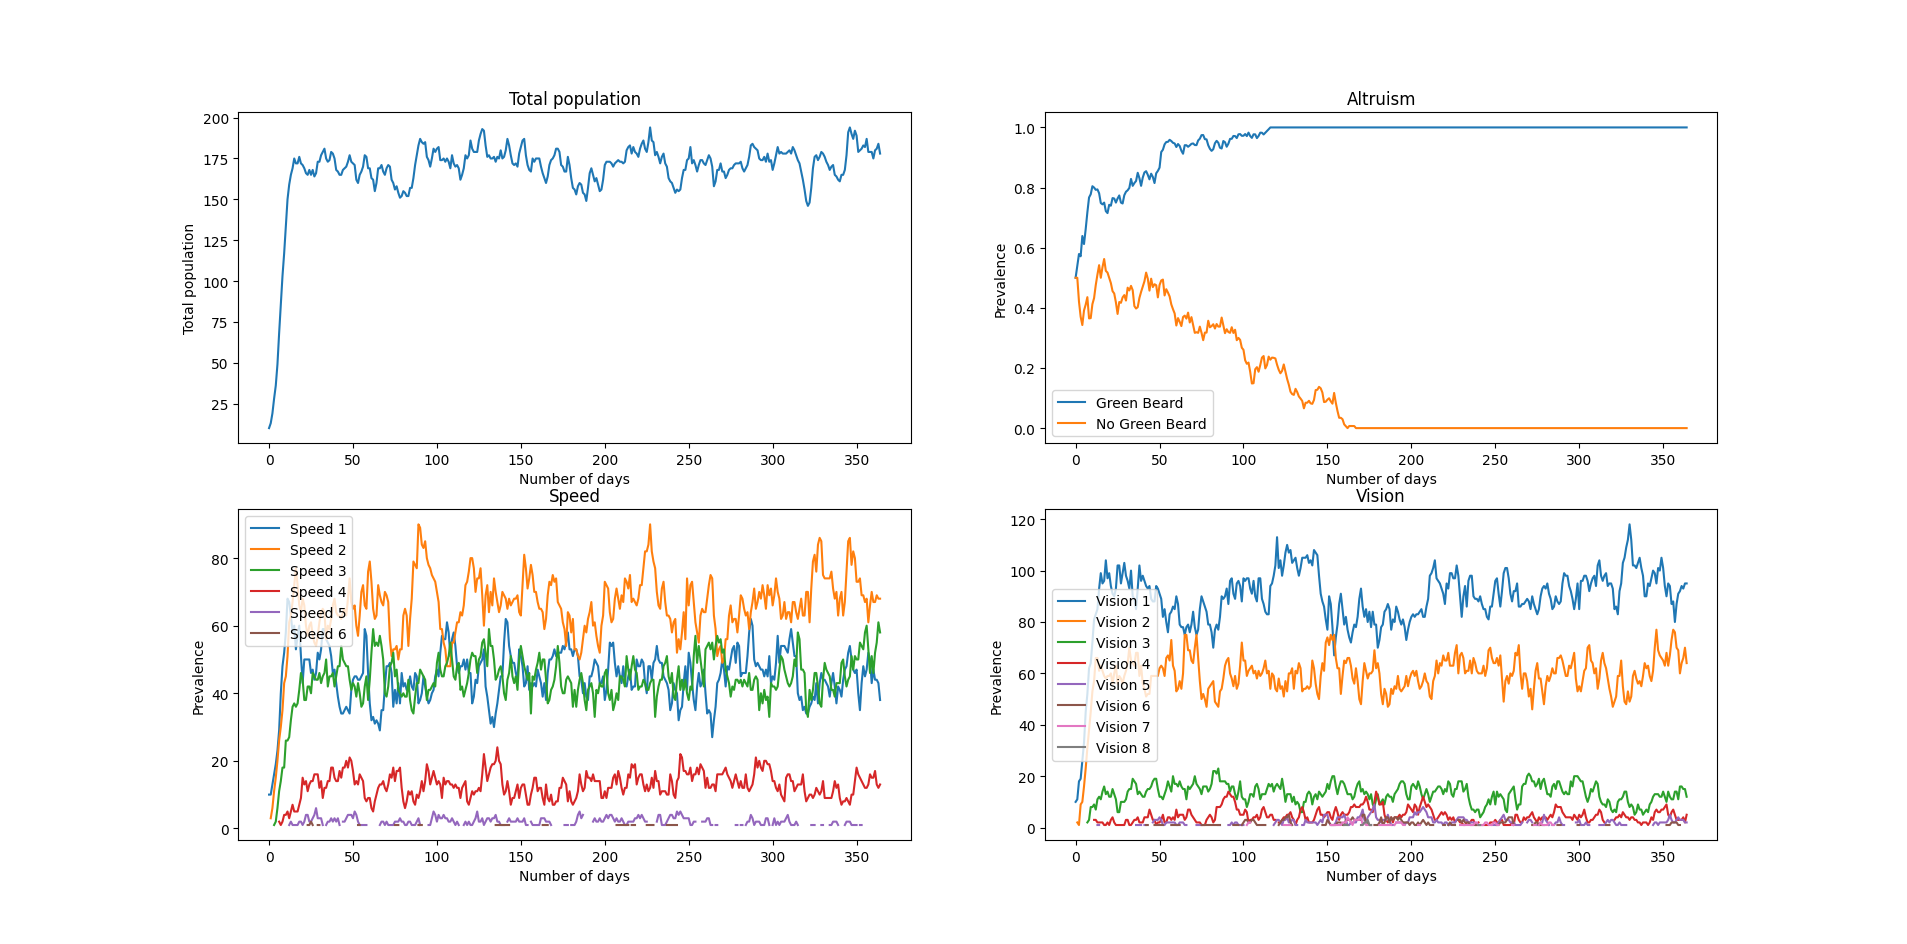 Total population
200
175
150
125
100
75
50
25
Total population
0 50 100 150 200 250 300 350
Number of days
Altruism
1.0
0.8
0.6
0.4
0.2
0.0
Prevalence
Green Beard
No Green Beard
0 50 100 150 200 250 300 350
Number of days
Speed
80
60
40
20
0
Prevalence
Speed 1
Speed 2
Speed 3
Speed 4
Speed 5
Speed 6
0 50 100 150 200 250 300 350
Number of days
Vision
120
100
80
60
40
20
0
Prevalence
Vision 1
Vision 2
Vision 3
Vision 4
Vision 5
Vision 6
Vision 7
Vision 8
0 50 100 150 200 250 300 350
Number of days